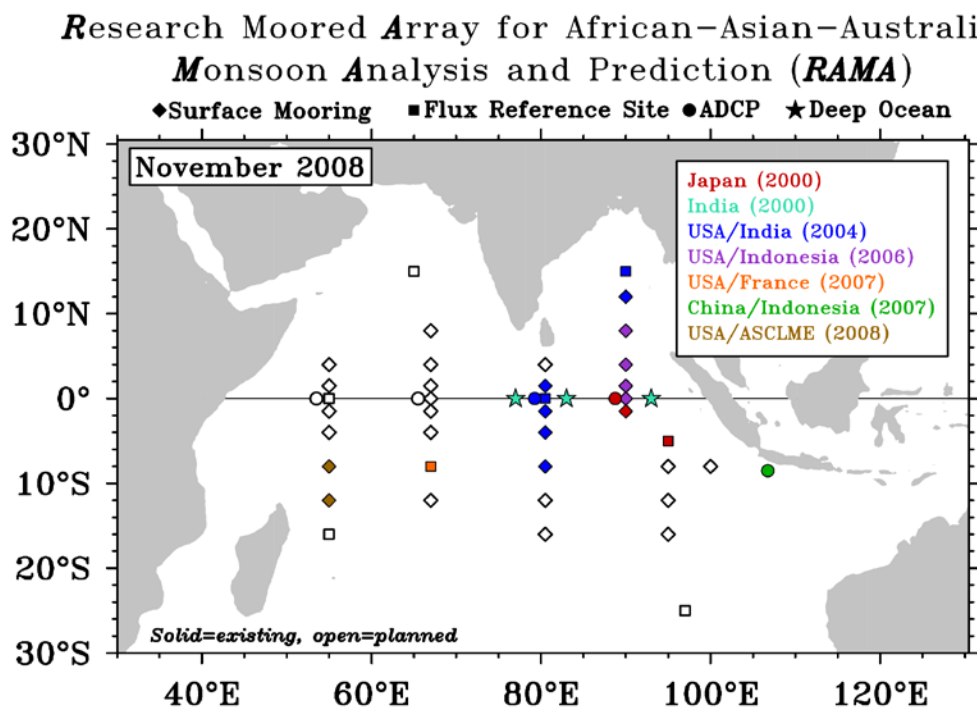 Research Moored Array for African-Asian-Australi
Monsoon Analysis and Prediction (RAMA)
Surface Mooring Flux Reference Site ADCP Deep Ocean
November 2008
Japan (2000)
India (2000)
USA/India (2004)
USA/Indonesia (2006)
USA/France (2007)
China/Indonesia (2007)
USA/ASCLME (2008)
30°N
20°N
10°N
0°
10°S
20°S
30°S
Solid=existing, open=planned
40°E 60°E 80°E 100°E 120°E